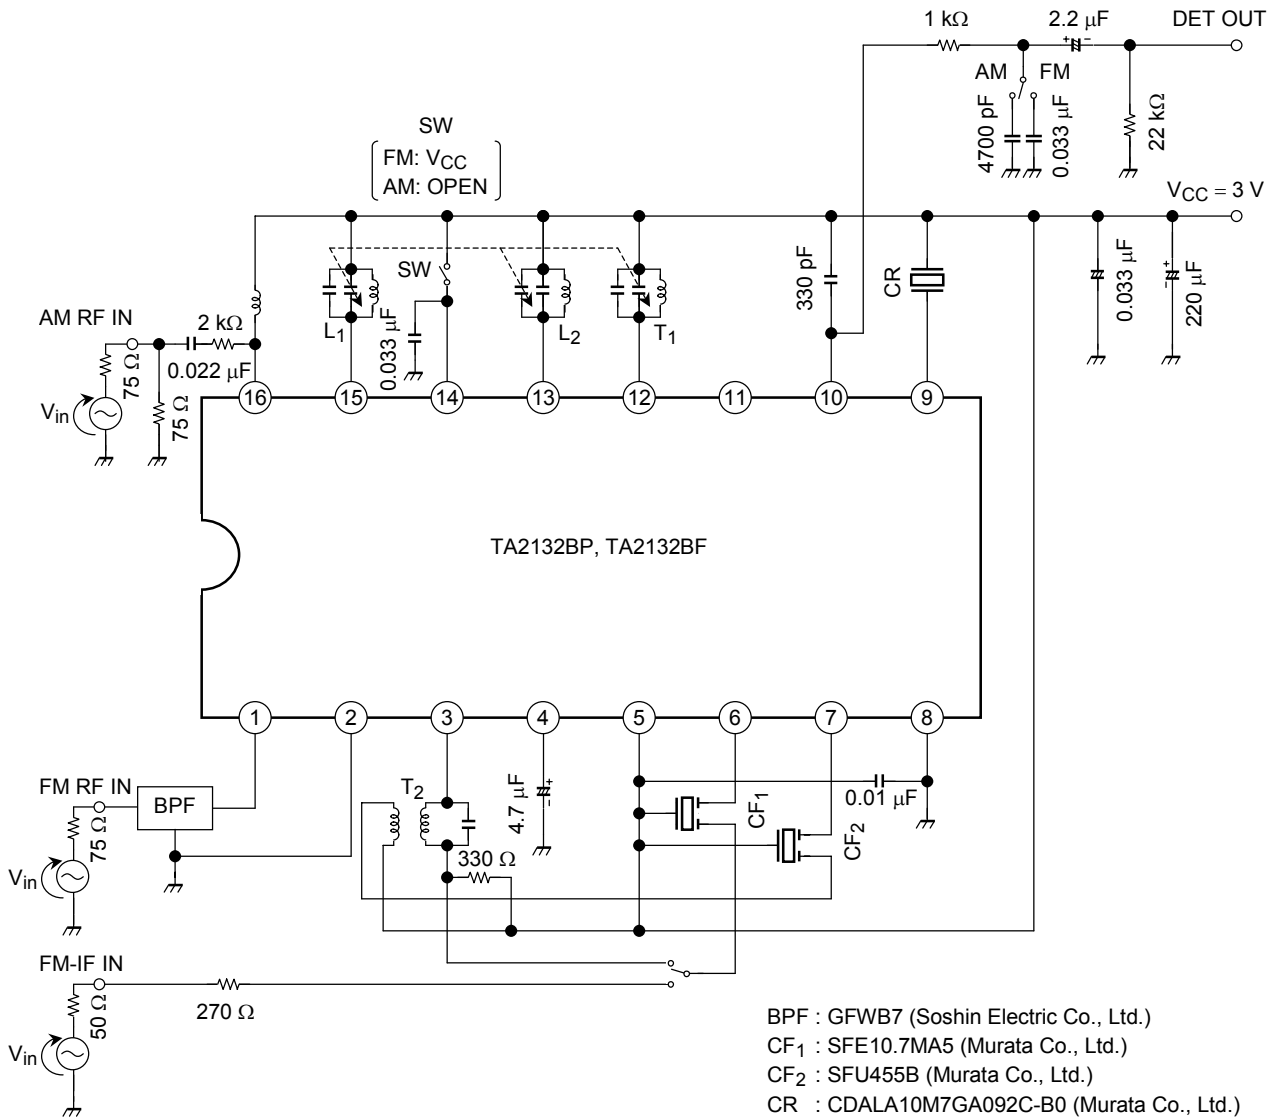 1 kΩ
2.2 μF
DET OUT
+ −
AM
FM
4700 pF
0.033 μF
22 kΩ
SW
FM: VCC
AM: OPEN
VCC = 3 V
SW
L1
0.033 μF
L2
T1
330 pF
CR
0.033 μF
+
−
220 μF
AM RF IN
2 kΩ
0.022 μF
75 Ω
Vin
75 Ω
16
15
14
13
12
11
10
9
TA2132BP, TA2132BF
1
2
3
4
5
6
7
8
FM RF IN
BPF
75 Ω
Vin
T2
330 Ω
4.7 μF
+
−
CF1
CF2
0.01 μF
FM-IF IN
50 Ω
Vin
270 Ω
BPF : GFWB7 (Soshin Electric Co., Ltd.)
CF1 : SFE10.7MA5 (Murata Co., Ltd.)
CF2 : SFU455B (Murata Co., Ltd.)
CR : CDALA10M7GA092C-B0 (Murata Co., Ltd.)